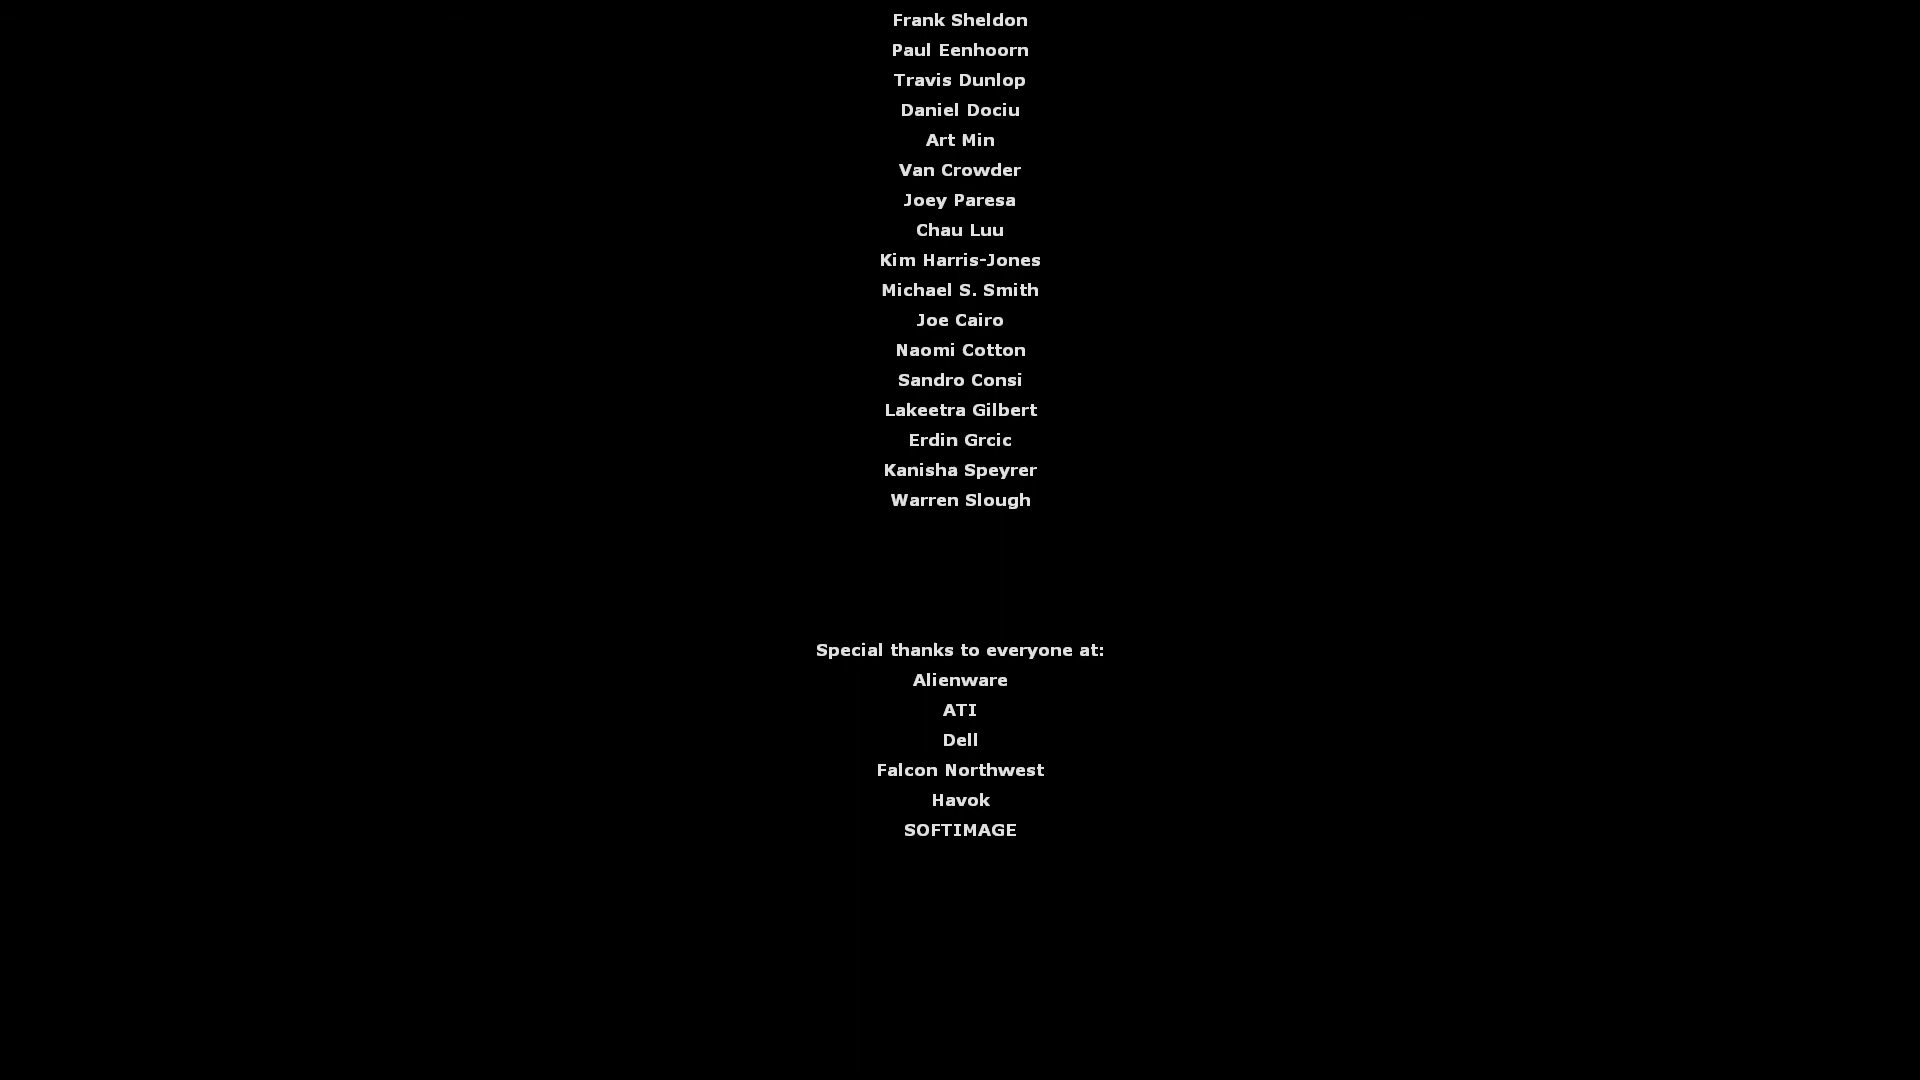 Frank Sheldon
Paul Eenhoorn
Travis Dunlop
Daniel Dociu
Art Min
Van Crowder
Joey Paresa
Chau Luu
Kim Harris-Jones
Michael S. Smith
Joe Cairo
Naomi Cotton
Sandro Consi
Lakeetra Gilbert
Erdin Grcic
Kanisha Speyrer
Warren Slough
Special thanks to everyone at:
Alienware
ATI
Dell
Falcon Northwest
Havok
SOFTIMAGE